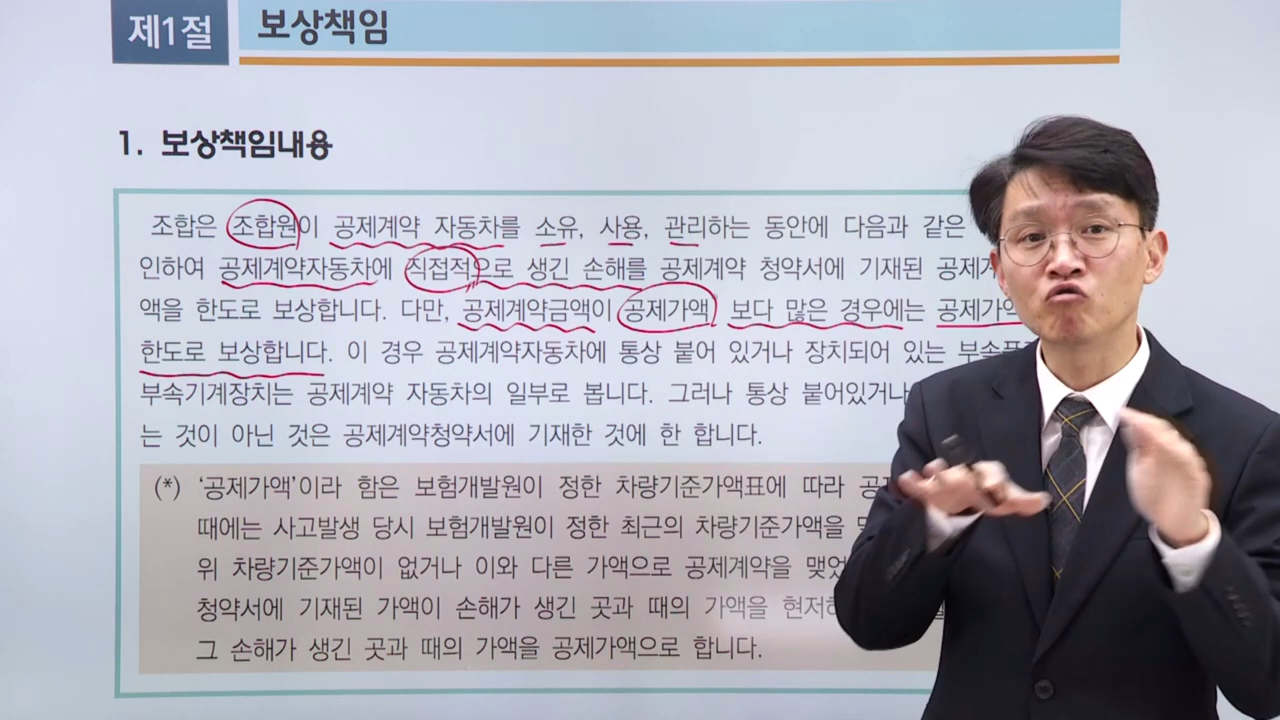 제1절
보상책임
1. 보상책임내용
조합은 조합원이 공제계약 자동차를 소유, 사용, 관리하는 동안에 다음과 같은
인하여 공제계약자동차에 직접적으로 생긴 손해를 공제계약 청약서에 기재된
액을 한도로 보상합니다. 다만, 공제계약금액이 공제가액 보다 많은 경우에는
한도로 보상합니다. 이 경우 공제계약자동차에 통상 붙어 있거나 장치되어 있는
부속기계장치는 공제계약 자동차의 일부로 봅니다. 그러나 통상 붙어있거나
는 것이 아닌 것은 공제계약청약서에 기재한 것에 한 합니다.
(*) ‘공제가액’이라 함은 보험개발원이 정한 차량기준가액표에 따라
때에는 사고발생 당시 보험개발원이 정한 최근의 차량기준가액을
위 차량기준가액이 없거나 이와 다른 가액으로 공제계약을
청약서에 기재된 가액이 손해가 생긴 곳과 때의 가액을
그 손해가 생긴 곳과 때의 가액을 공제가액으로 합니다.